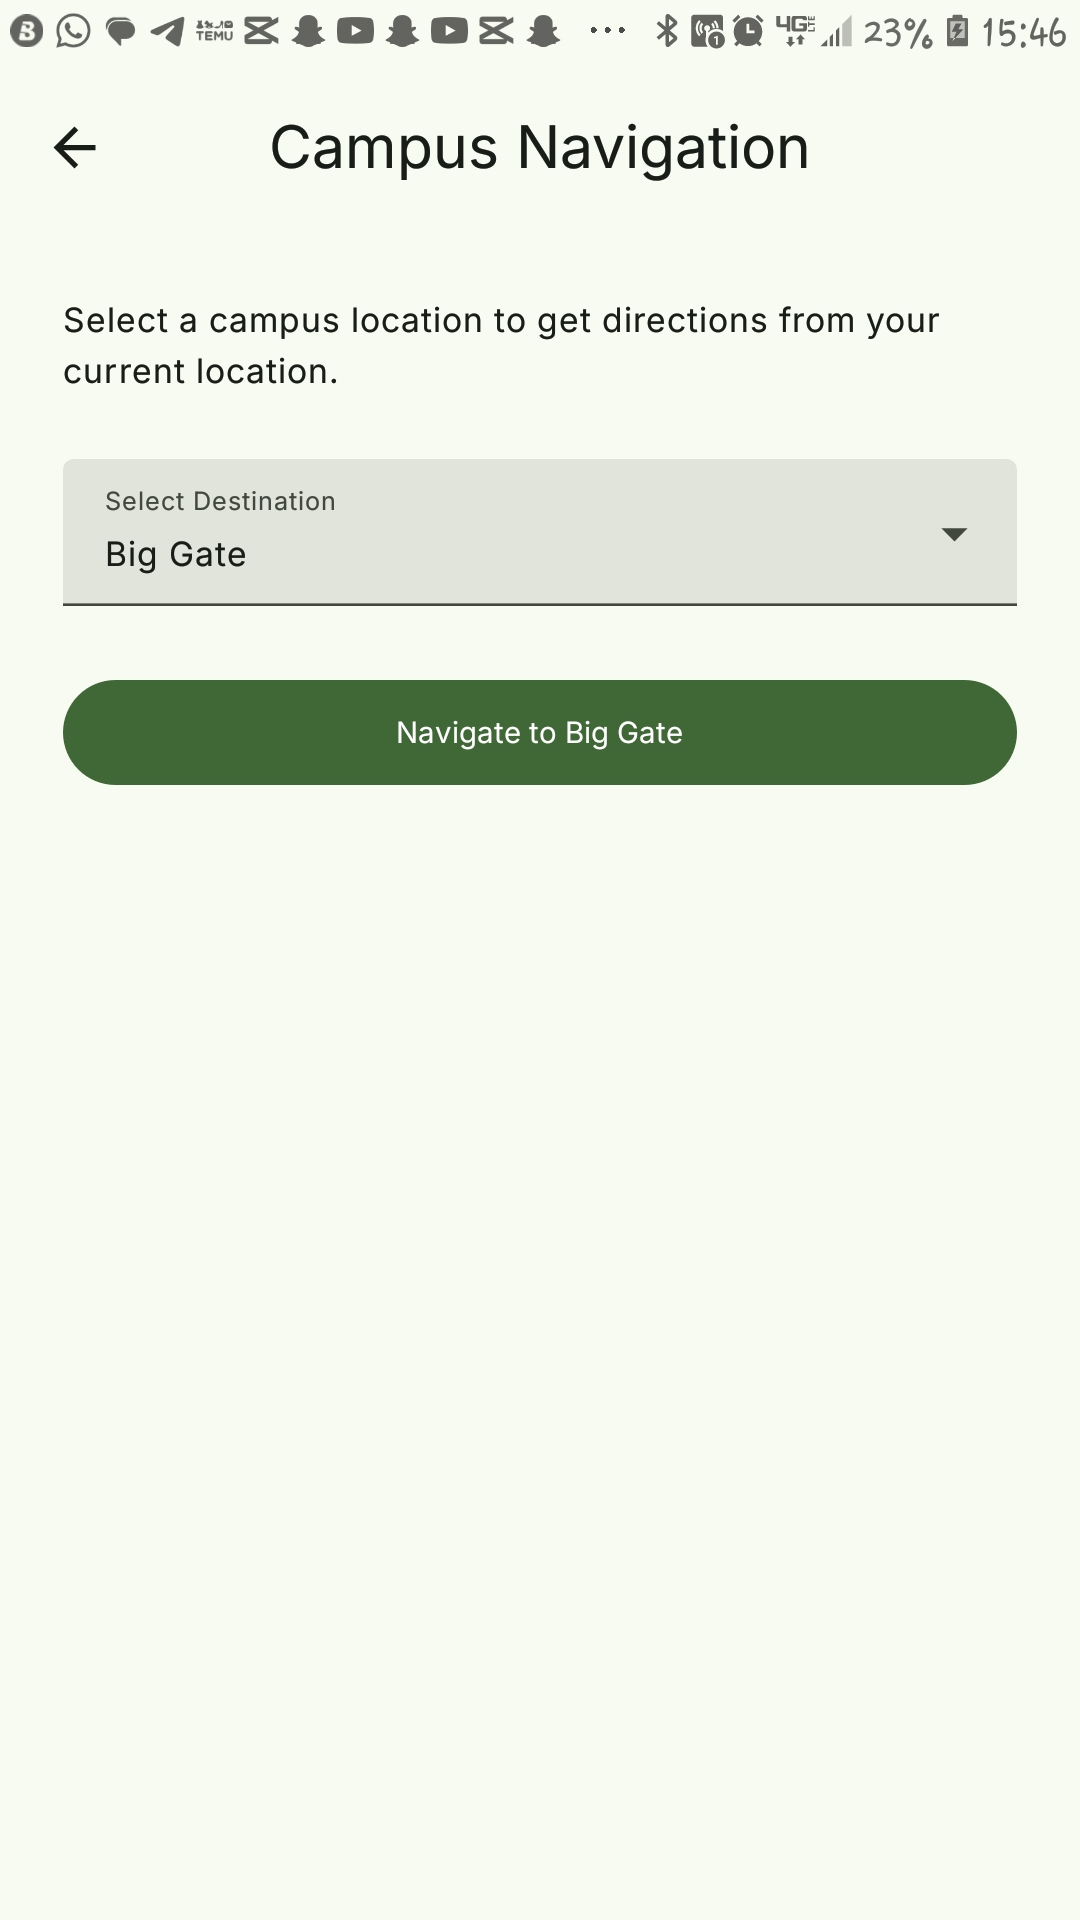 TEMU
4G LTE
23%
15:46
Campus Navigation
Select a campus location to get directions from your
current location.
Select Destination
Big Gate
Navigate to Big Gate